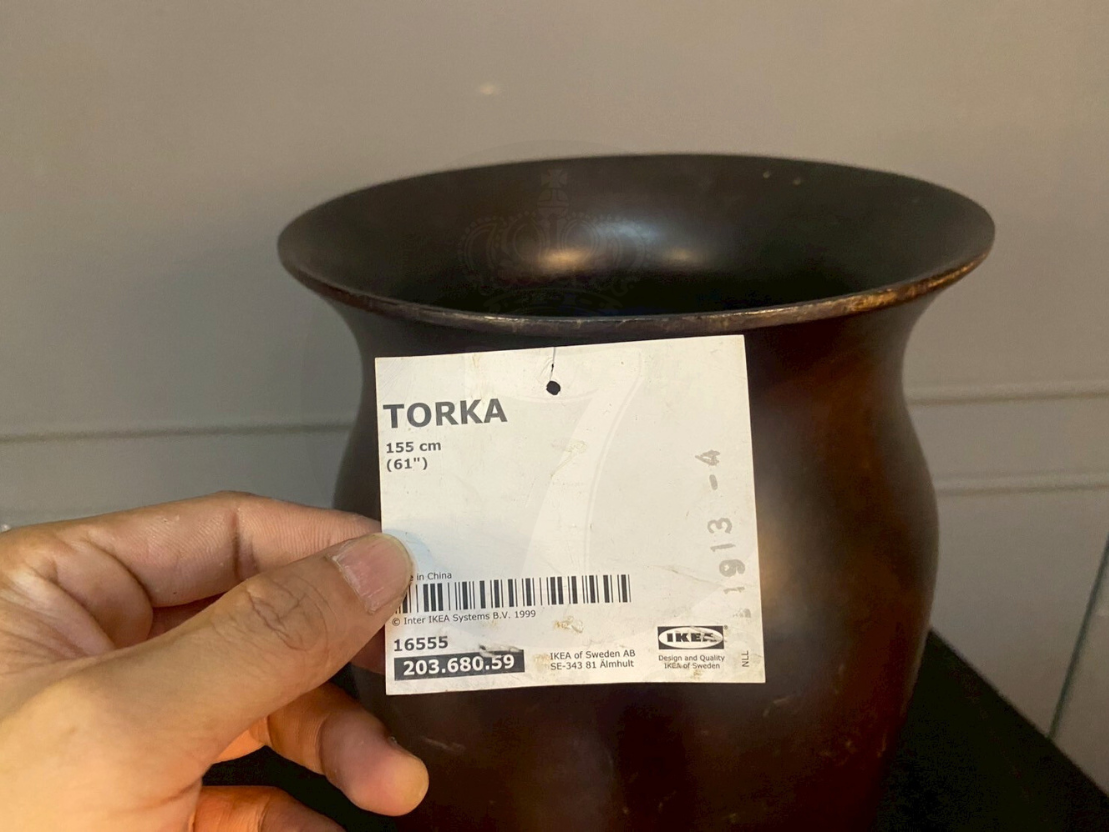 TORKA
155 cm
(61")
in China
© Inter IKEA Systems B.V. 1999
16555
203.680.59
IKEA of Sweden AB
SE-343 81 Älmhult
IKEA
Design and Quality
IKEA of Sweden
NLL
1913 -4
7